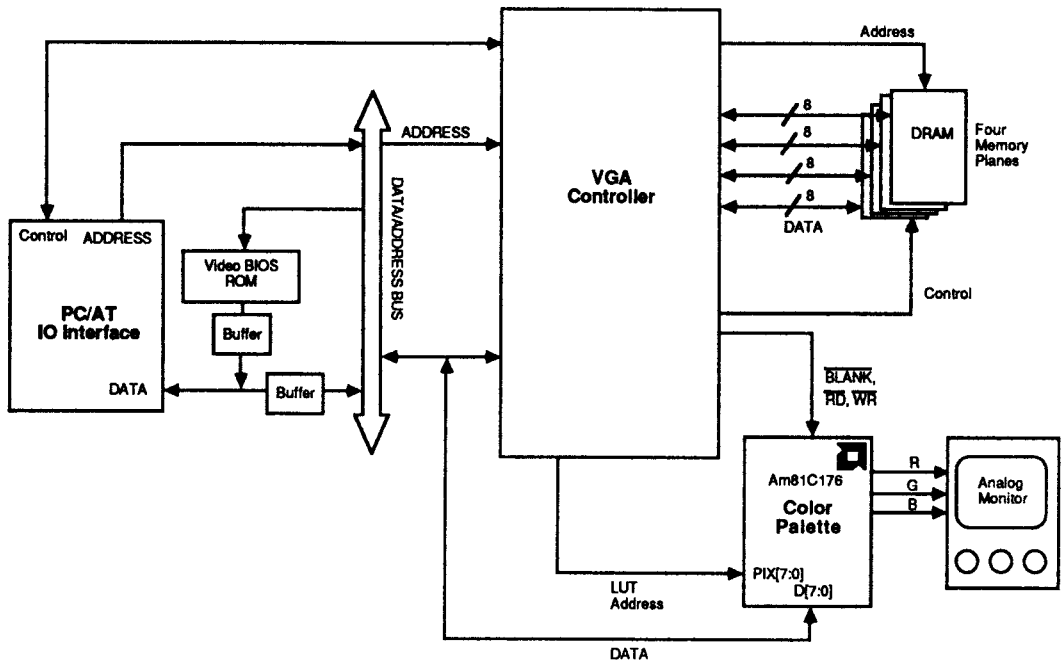 Address
8
8
8
8
DATA
DRAM
Four
Memory
Planes
ADDRESS
VGA
Controller
DATA/ADDRESS BUS
Control
ADDRESS
PC/AT
IO Interface
DATA
Video BIOS
ROM
Buffer
Buffer
Control
BLANK,
RD, WR
Am81C176
Color
Palette
PIX[7:0]
D[7:0]
R
G
B
Analog
Monitor
LUT
Address
DATA